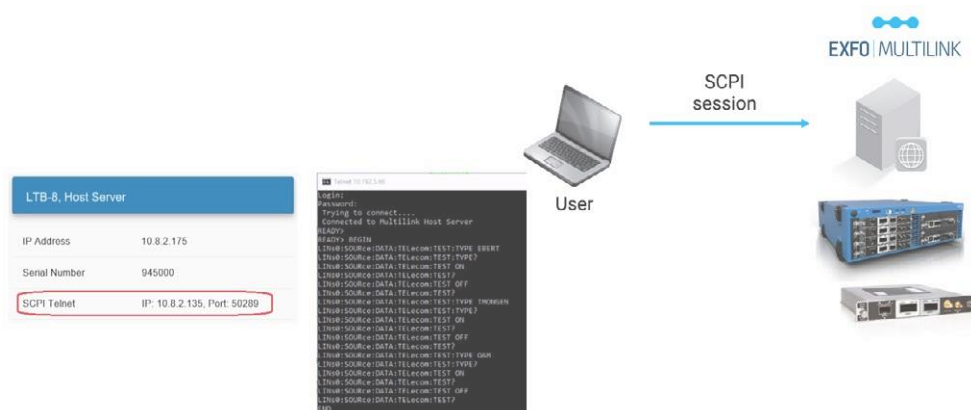 EXFO | MULTILINK
SCPI
session
User
LTB-8, Host Server
IP Address 10.8.2.175
Serial Number 945000
SCPI Telnet IP: 10.8.2.135, Port: 50289
Telnet
Login:
Password:
Trying to connect....
Connected to Multilink Host Server
READY>
READY> BEGIN
LINs0:SOURce:DATA:TELecom:TEST:TYPE EBERT
LINs0:SOURce:DATA:TELecom:TEST:TYPE?
LINs0:SOURce:DATA:TELecom:TEST ON
LINs0:SOURce:DATA:TELecom:TEST?
LINs0:SOURce:DATA:TELecom:TEST OFF
LINs0:SOURce:DATA:TELecom:TEST?
LINs0:SOURce:DATA:TELecom:TEST:TYPE TMONGEN
LINs0:SOURce:DATA:TELecom:TEST:TYPE?
LINs0:SOURce:DATA:TELecom:TEST ON
LINs0:SOURce:DATA:TELecom:TEST?
LINs0:SOURce:DATA:TELecom:TEST OFF
LINs0:SOURce:DATA:TELecom:TEST?
LINs0:SOURce:DATA:TELecom:TEST:TYPE OAM
LINs0:SOURce:DATA:TELecom:TEST:TYPE?
LINs0:SOURce:DATA:TELecom:TEST ON
LINs0:SOURce:DATA:TELecom:TEST?
LINs0:SOURce:DATA:TELecom:TEST OFF
LINs0:SOURce:DATA:TELecom:TEST?
END